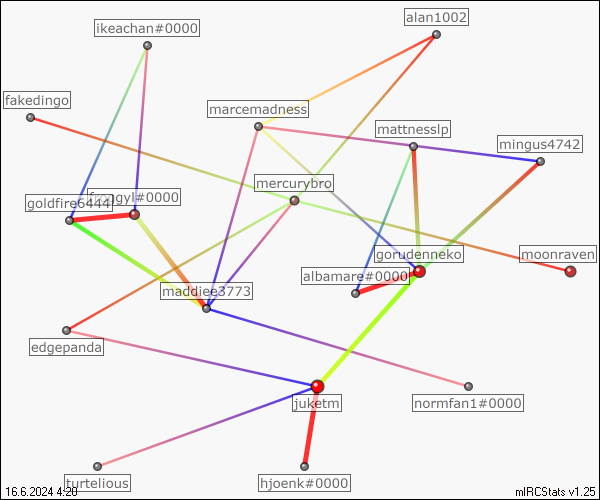 alan1002
ikeachan#0000
fakedingo
marcemadness
mattnesslp
mingus4742
mercurybro
froggyl#0000
goldfire6444
gorudenneko
moonraven
albamare#0000
maddiee3773
edgepanda
juketm
normfan1#0000
turtelious
hjoenk#0000
16.6.2024 4:20
mIRCStats v1.25